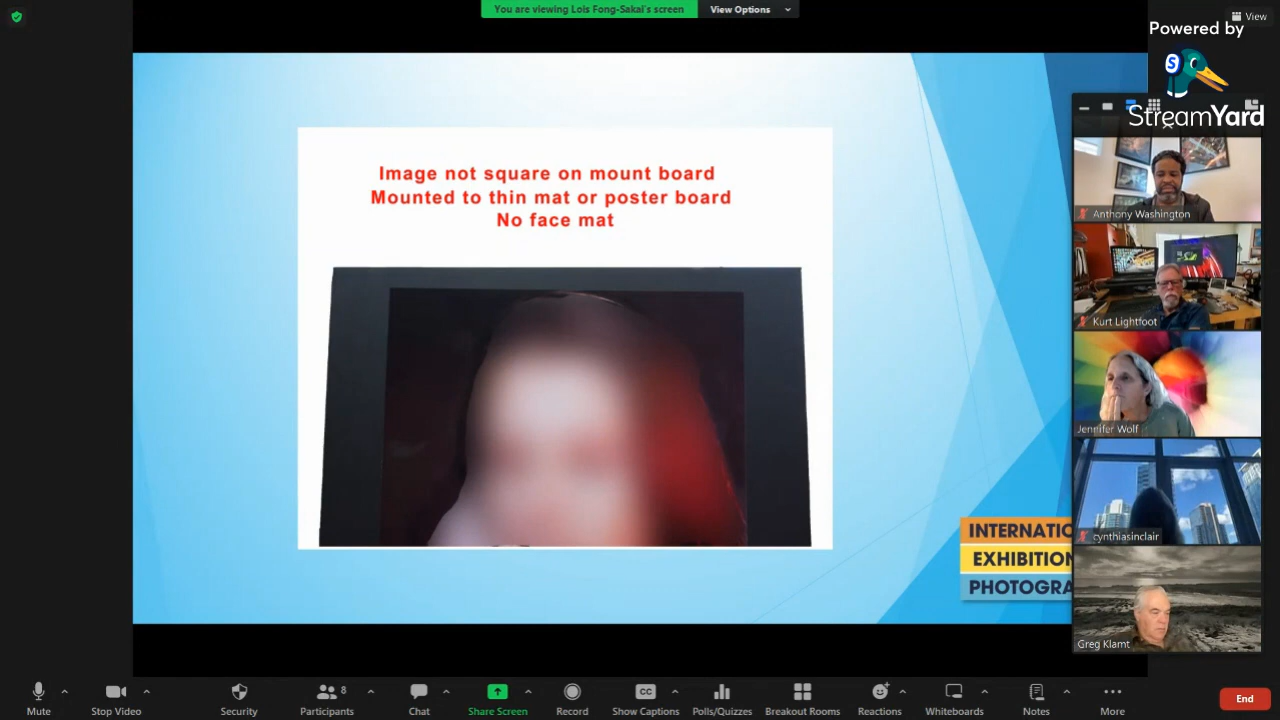 You are viewing Lois Fong-Sakai's screen
View Options
View
Powered by
S
StreamYard
Image not square on mount board
Mounted to thin mat or poster board
No face mat
Anthony Washington
Kurt Lightfoot
Jennifer Wolf
cynthiasinclair
Greg Klamt
INTERNATIO
EXHIBITION
PHOTOGRA
Mute
Stop Video
Security
8
Participants
Chat
Share Screen
Record
CC
Show Captions
Polls/Quizzes
Breakout Rooms
Reactions
Whiteboards
Notes
More
End